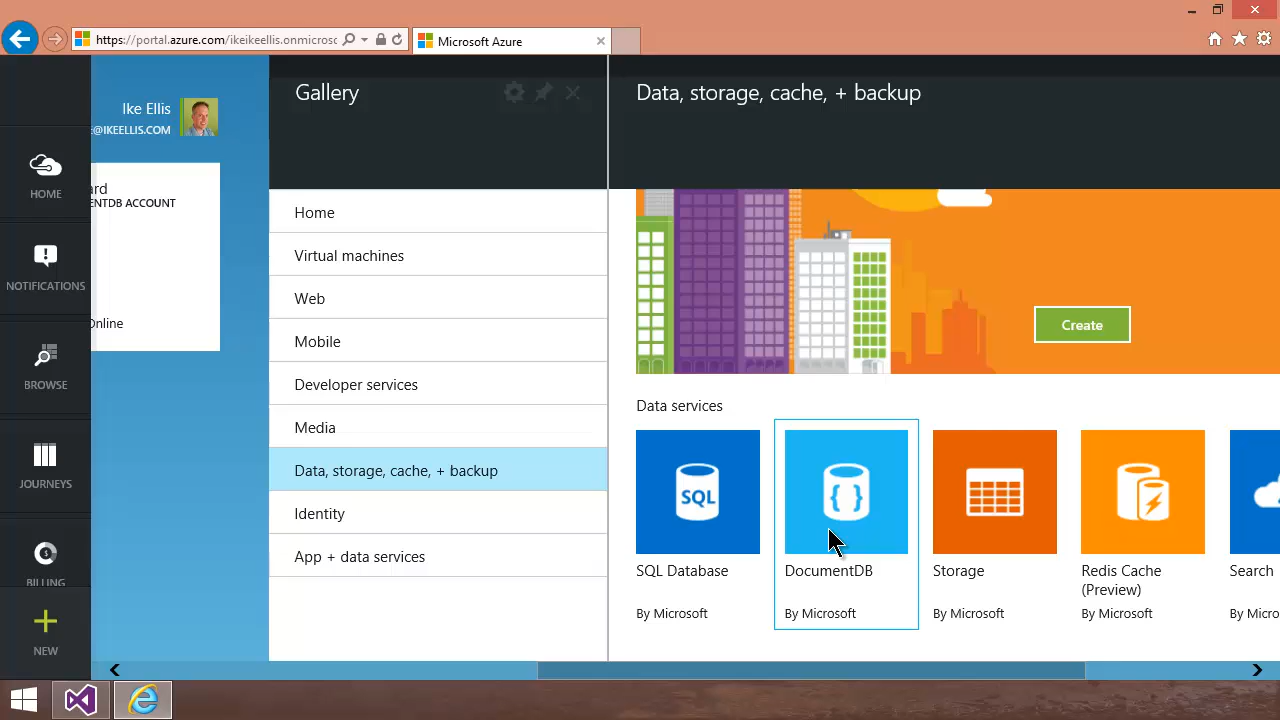 https://portal.azure.com/ikeikeellis.onmicrosc
Microsoft Azure
Ike Ellis
@IKEELLIS.COM
ard
ENTDB ACCOUNT
Online
HOME
NOTIFICATIONS
BROWSE
JOURNEYS
BILLING
NEW
Gallery
Home
Virtual machines
Web
Mobile
Developer services
Media
Data, storage, cache, + backup
Identity
App + data services
Data, storage, cache, + backup
Create
Data services
SQL
{ }
SQL Database
By Microsoft
DocumentDB
By Microsoft
Storage
By Microsoft
Redis Cache
(Preview)
By Microsoft
Search
By Micro